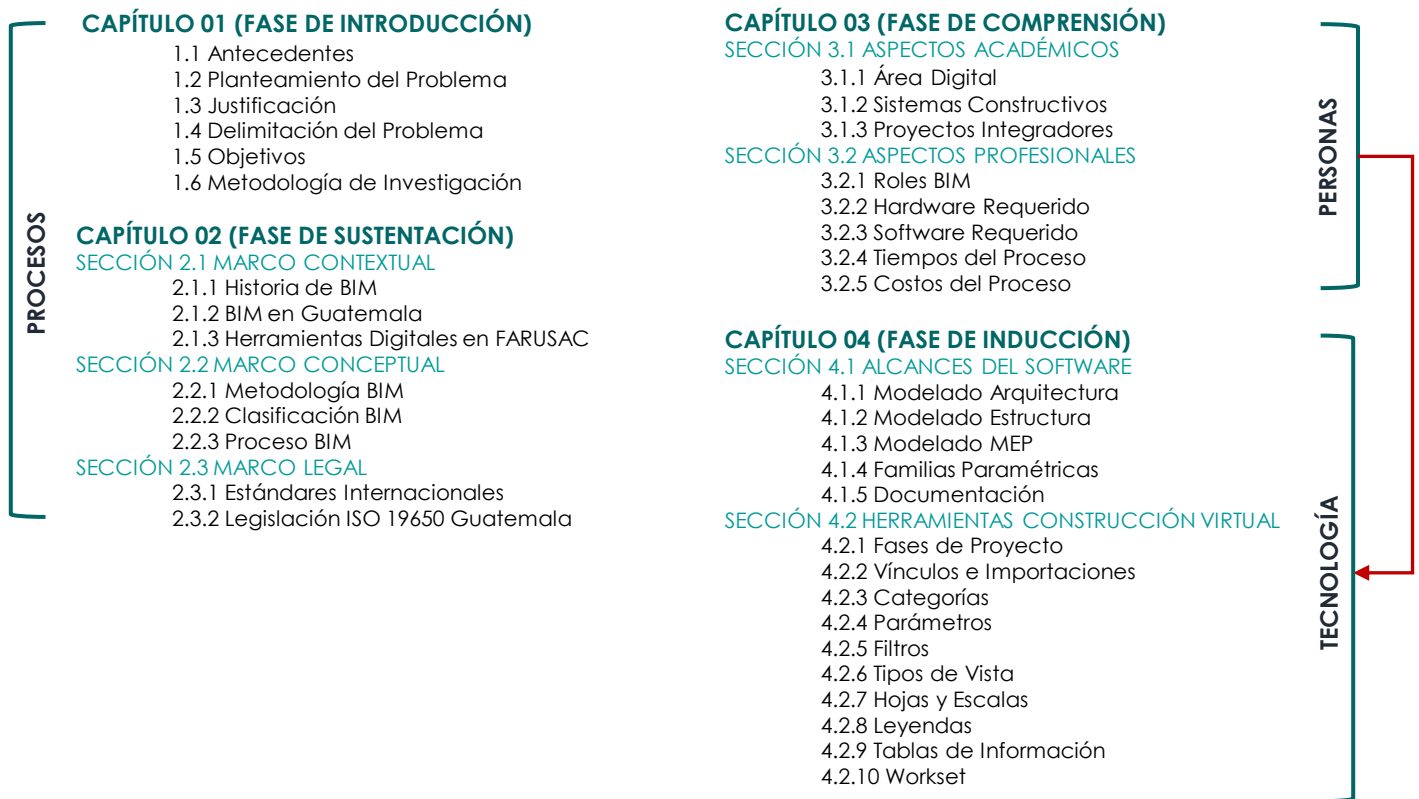 PROCESOS
CAPÍTULO 01 (FASE DE INTRODUCCIÓN)
1.1 Antecedentes
1.2 Planteamiento del Problema
1.3 Justificación
1.4 Delimitación del Problema
1.5 Objetivos
1.6 Metodología de Investigación
CAPÍTULO 02 (FASE DE SUSTENTACIÓN)
SECCIÓN 2.1 MARCO CONTEXTUAL
2.1.1 Historia de BIM
2.1.2 BIM en Guatemala
2.1.3 Herramientas Digitales en FARUSAC
SECCIÓN 2.2 MARCO CONCEPTUAL
2.2.1 Metodología BIM
2.2.2 Clasificación BIM
2.2.3 Proceso BIM
SECCIÓN 2.3 MARCO LEGAL
2.3.1 Estándares Internacionales
2.3.2 Legislación ISO 19650 Guatemala
CAPÍTULO 03 (FASE DE COMPRENSIÓN)
SECCIÓN 3.1 ASPECTOS ACADÉMICOS
3.1.1 Área Digital
3.1.2 Sistemas Constructivos
3.1.3 Proyectos Integradores
SECCIÓN 3.2 ASPECTOS PROFESIONALES
3.2.1 Roles BIM
3.2.2 Hardware Requerido
3.2.3 Software Requerido
3.2.4 Tiempos del Proceso
3.2.5 Costos del Proceso
PERSONAS
CAPÍTULO 04 (FASE DE INDUCCIÓN)
SECCIÓN 4.1 ALCANCES DEL SOFTWARE
4.1.1 Modelado Arquitectura
4.1.2 Modelado Estructura
4.1.3 Modelado MEP
4.1.4 Familias Paramétricas
4.1.5 Documentación
SECCIÓN 4.2 HERRAMIENTAS CONSTRUCCIÓN VIRTUAL
4.2.1 Fases de Proyecto
4.2.2 Vínculos e Importaciones
4.2.3 Categorías
4.2.4 Parámetros
4.2.5 Filtros
4.2.6 Tipos de Vista
4.2.7 Hojas y Escalas
4.2.8 Leyendas
4.2.9 Tablas de Información
4.2.10 Workset
TECNOLOGÍA